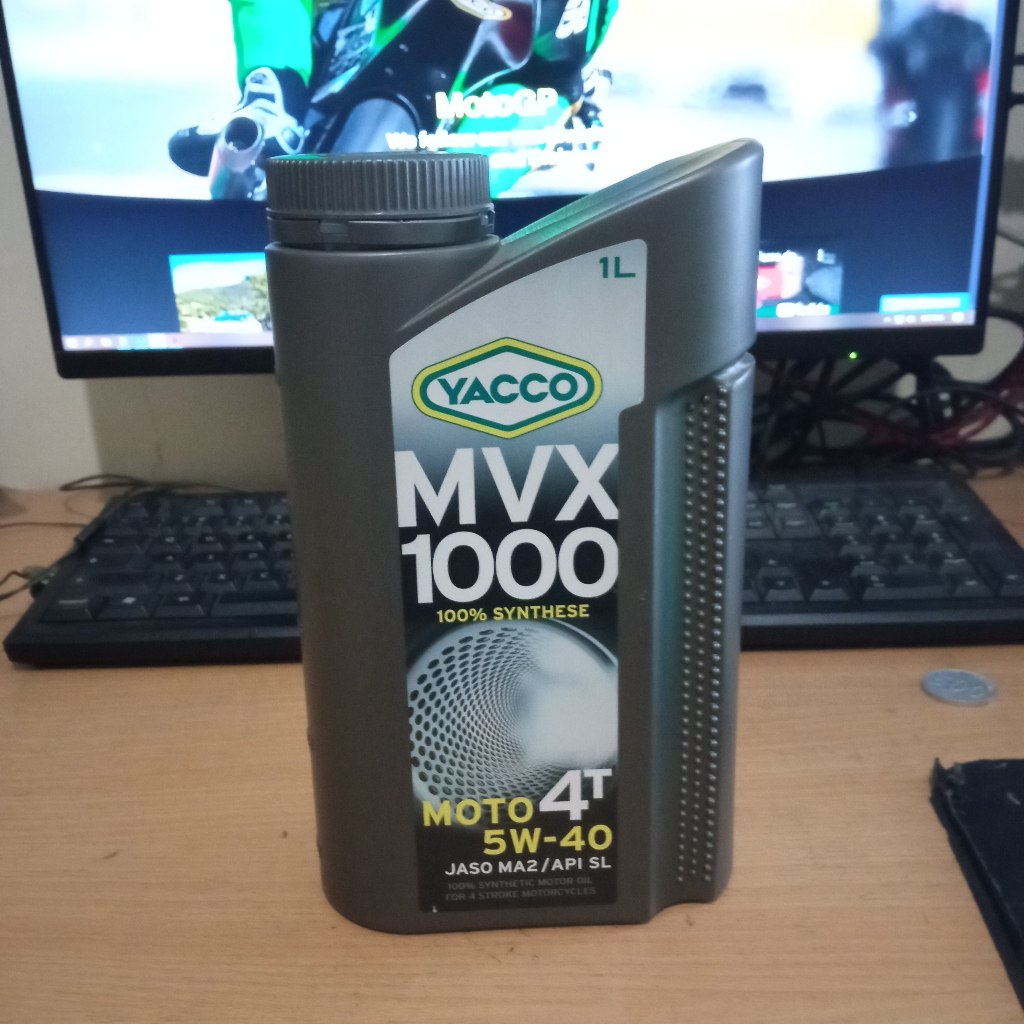 MotoGP
1L
YACCO
MVX
1000
100% SYNTHESE
MOTO 4T
5W-40
JASO MA2/API SL
100% SYNTHETIC MOTOR OIL
FOR 4 STROKE MOTORCYCLES